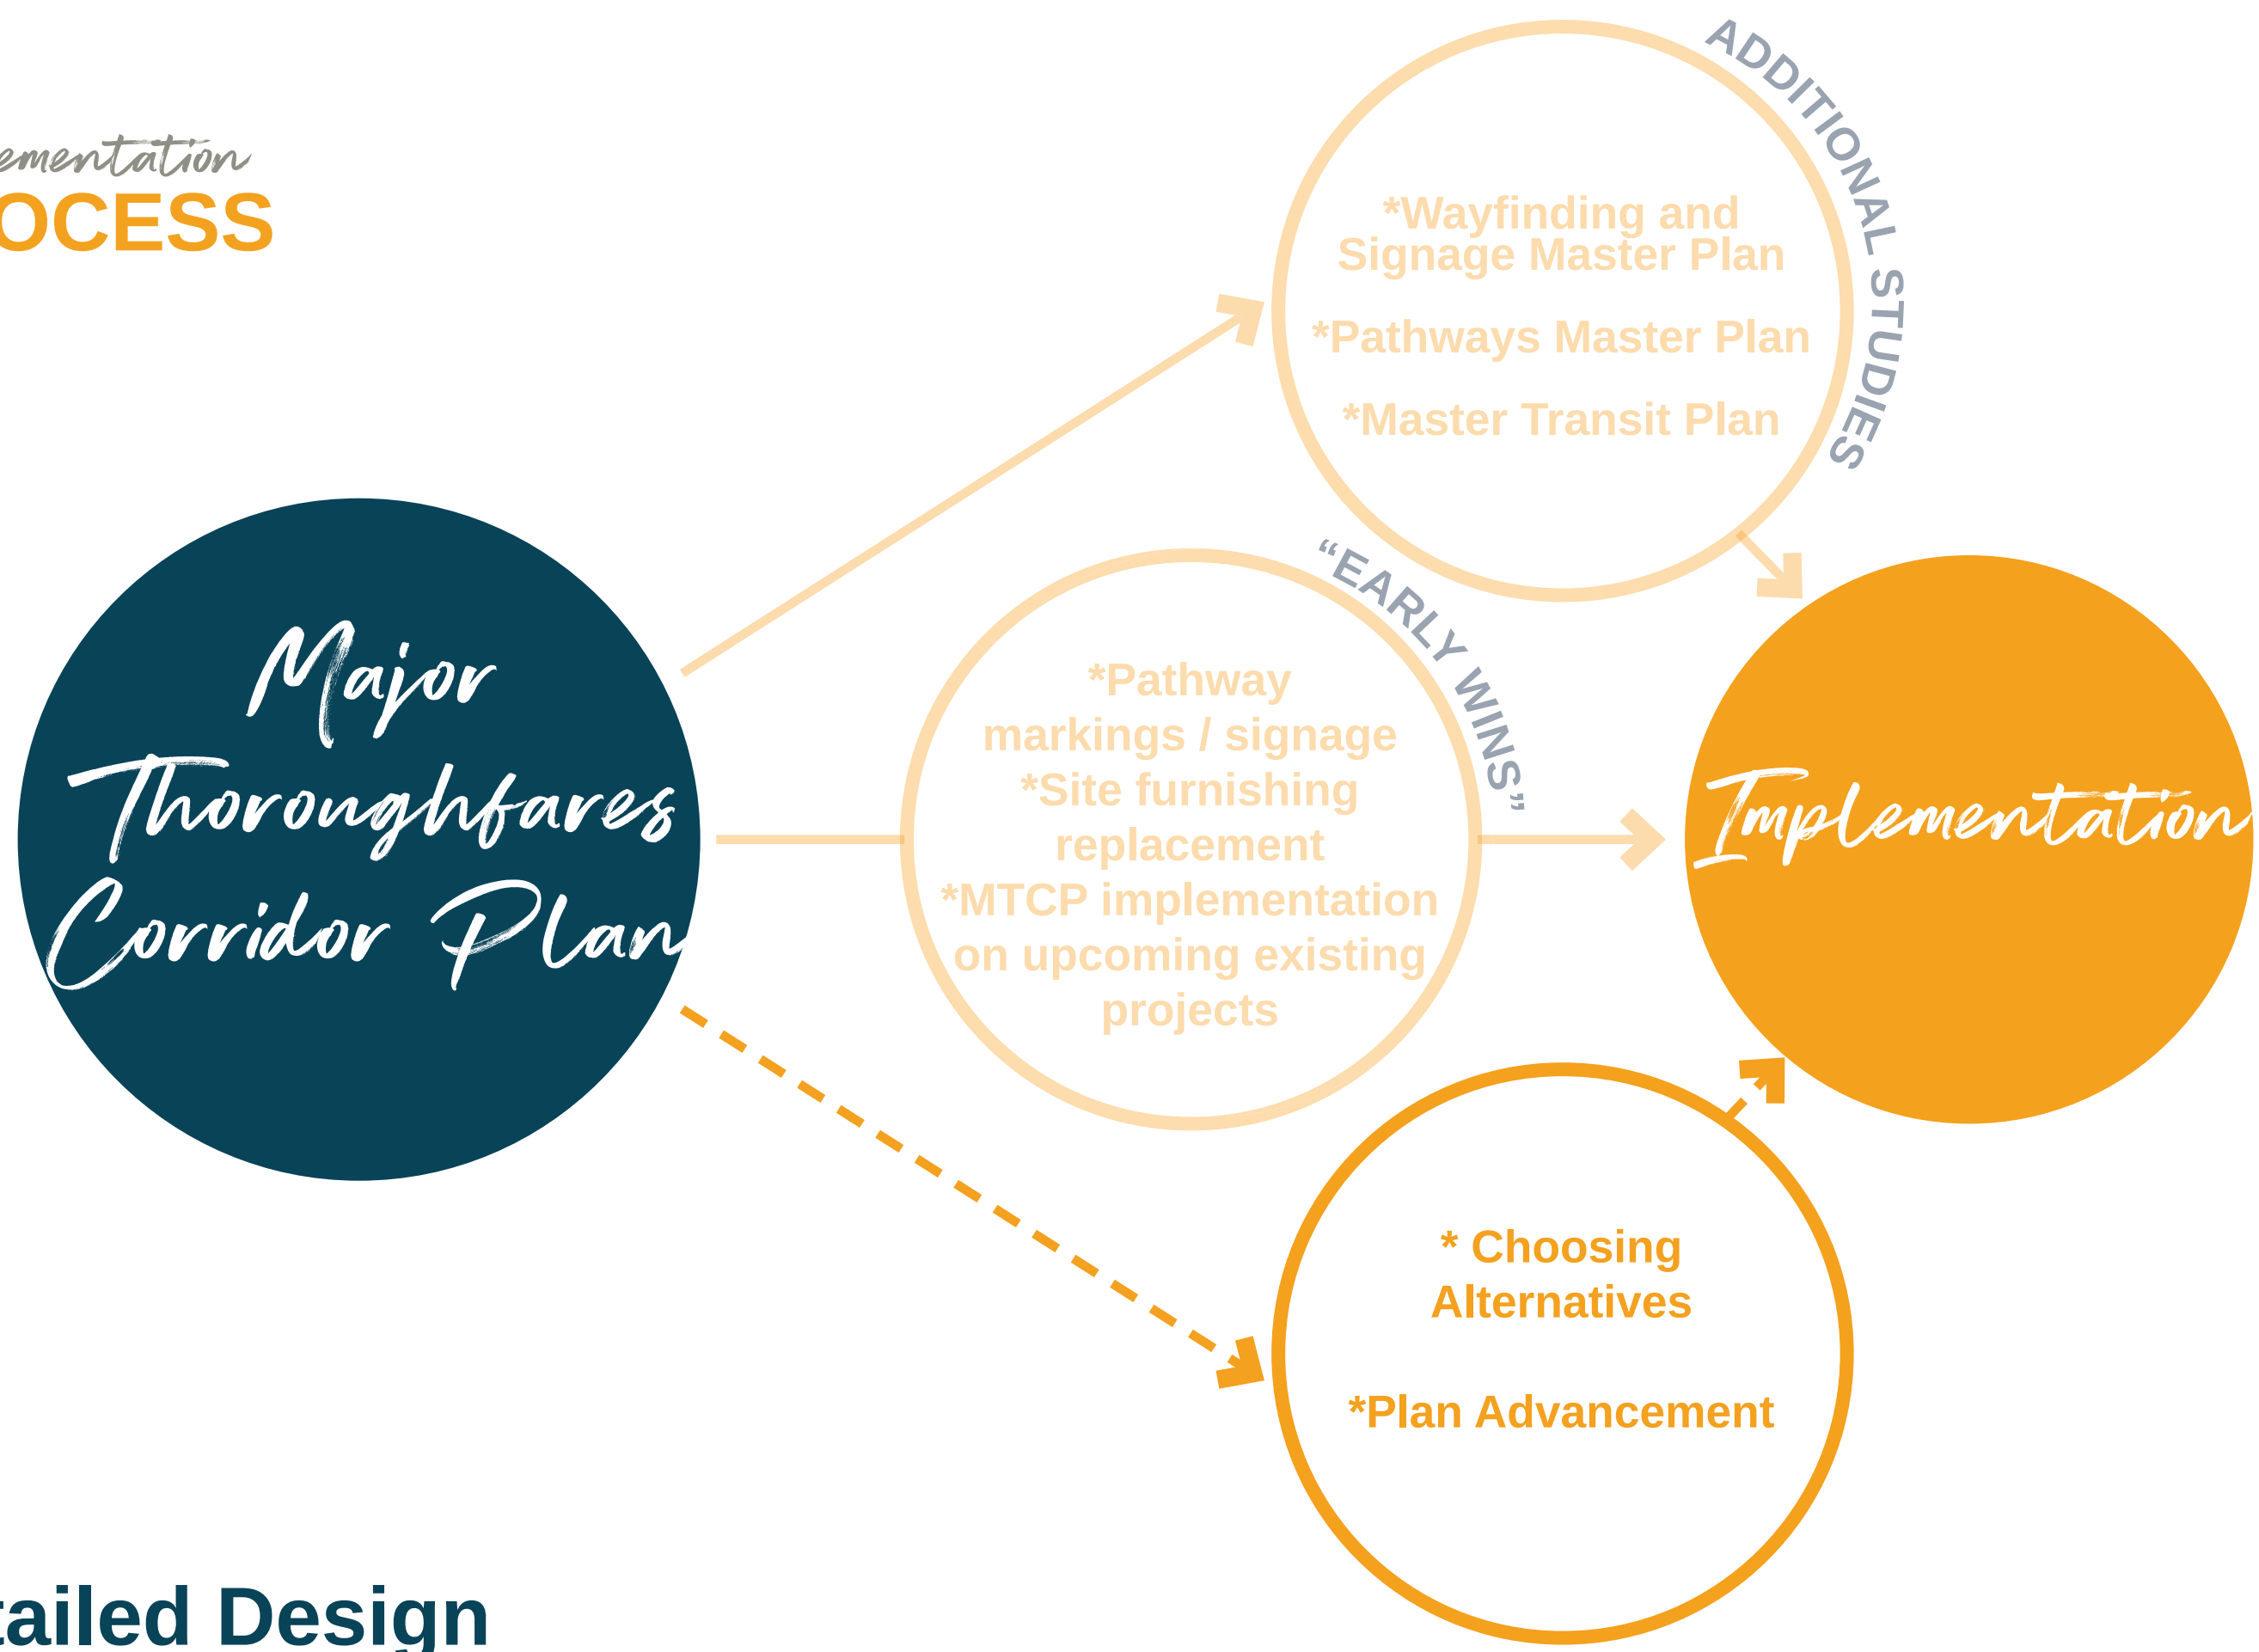 ementation
OCESS
ADDITIONAL STUDIES
*Wayfinding and
Signage Master Plan
*Pathways Master Plan
*Master Transit Plan
Major
Thoroughfares
Corridor Plan
“EARLY WINS”
*Pathway
markings / signage
*Site furnishing
replacement
*MTCP implementation
on upcoming existing
projects
Implementation
* Choosing
Alternatives
*Plan Advancement
tailed Design